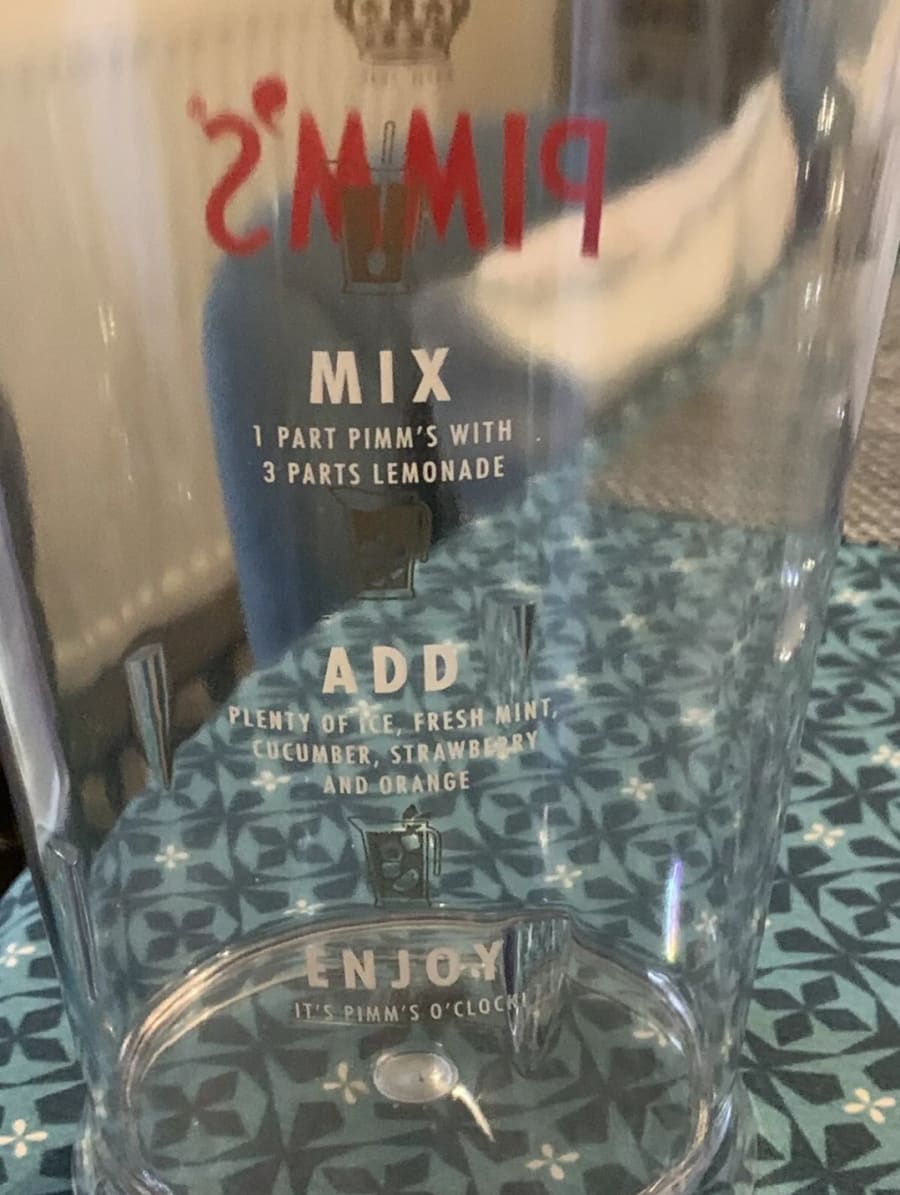 PIMM'S
MIX
1 PART PIMM'S WITH
3 PARTS LEMONADE
ADD
PLENTY OF ICE, FRESH MINT,
CUCUMBER, STRAWBERRY
AND ORANGE
ENJOY
IT'S PIMM'S O'CLOCK!